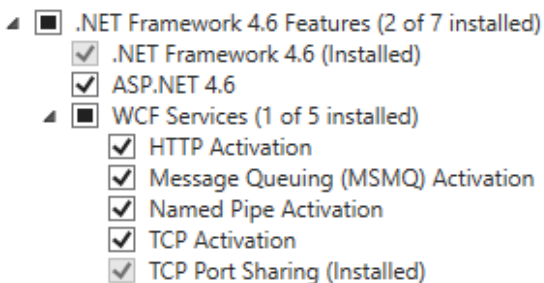 .NET Framework 4.6 Features (2 of 7 installed)
.NET Framework 4.6 (Installed)
ASP.NET 4.6
WCF Services (1 of 5 installed)
HTTP Activation
Message Queuing (MSMQ) Activation
Named Pipe Activation
TCP Activation
TCP Port Sharing (Installed)